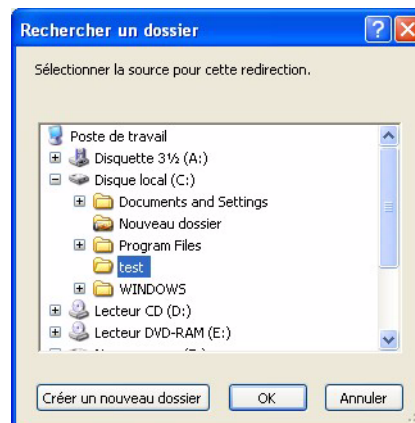 Rechercher un dossier
Sélectionner la source pour cette redirection.
Poste de travail
Disquette 3½ (A:)
Disque local (C:)
Documents and Settings
Nouveau dossier
Program Files
test
WINDOWS
Lecteur CD (D:)
Lecteur DVD-RAM (E:)
Créer un nouveau dossier
OK
Annuler